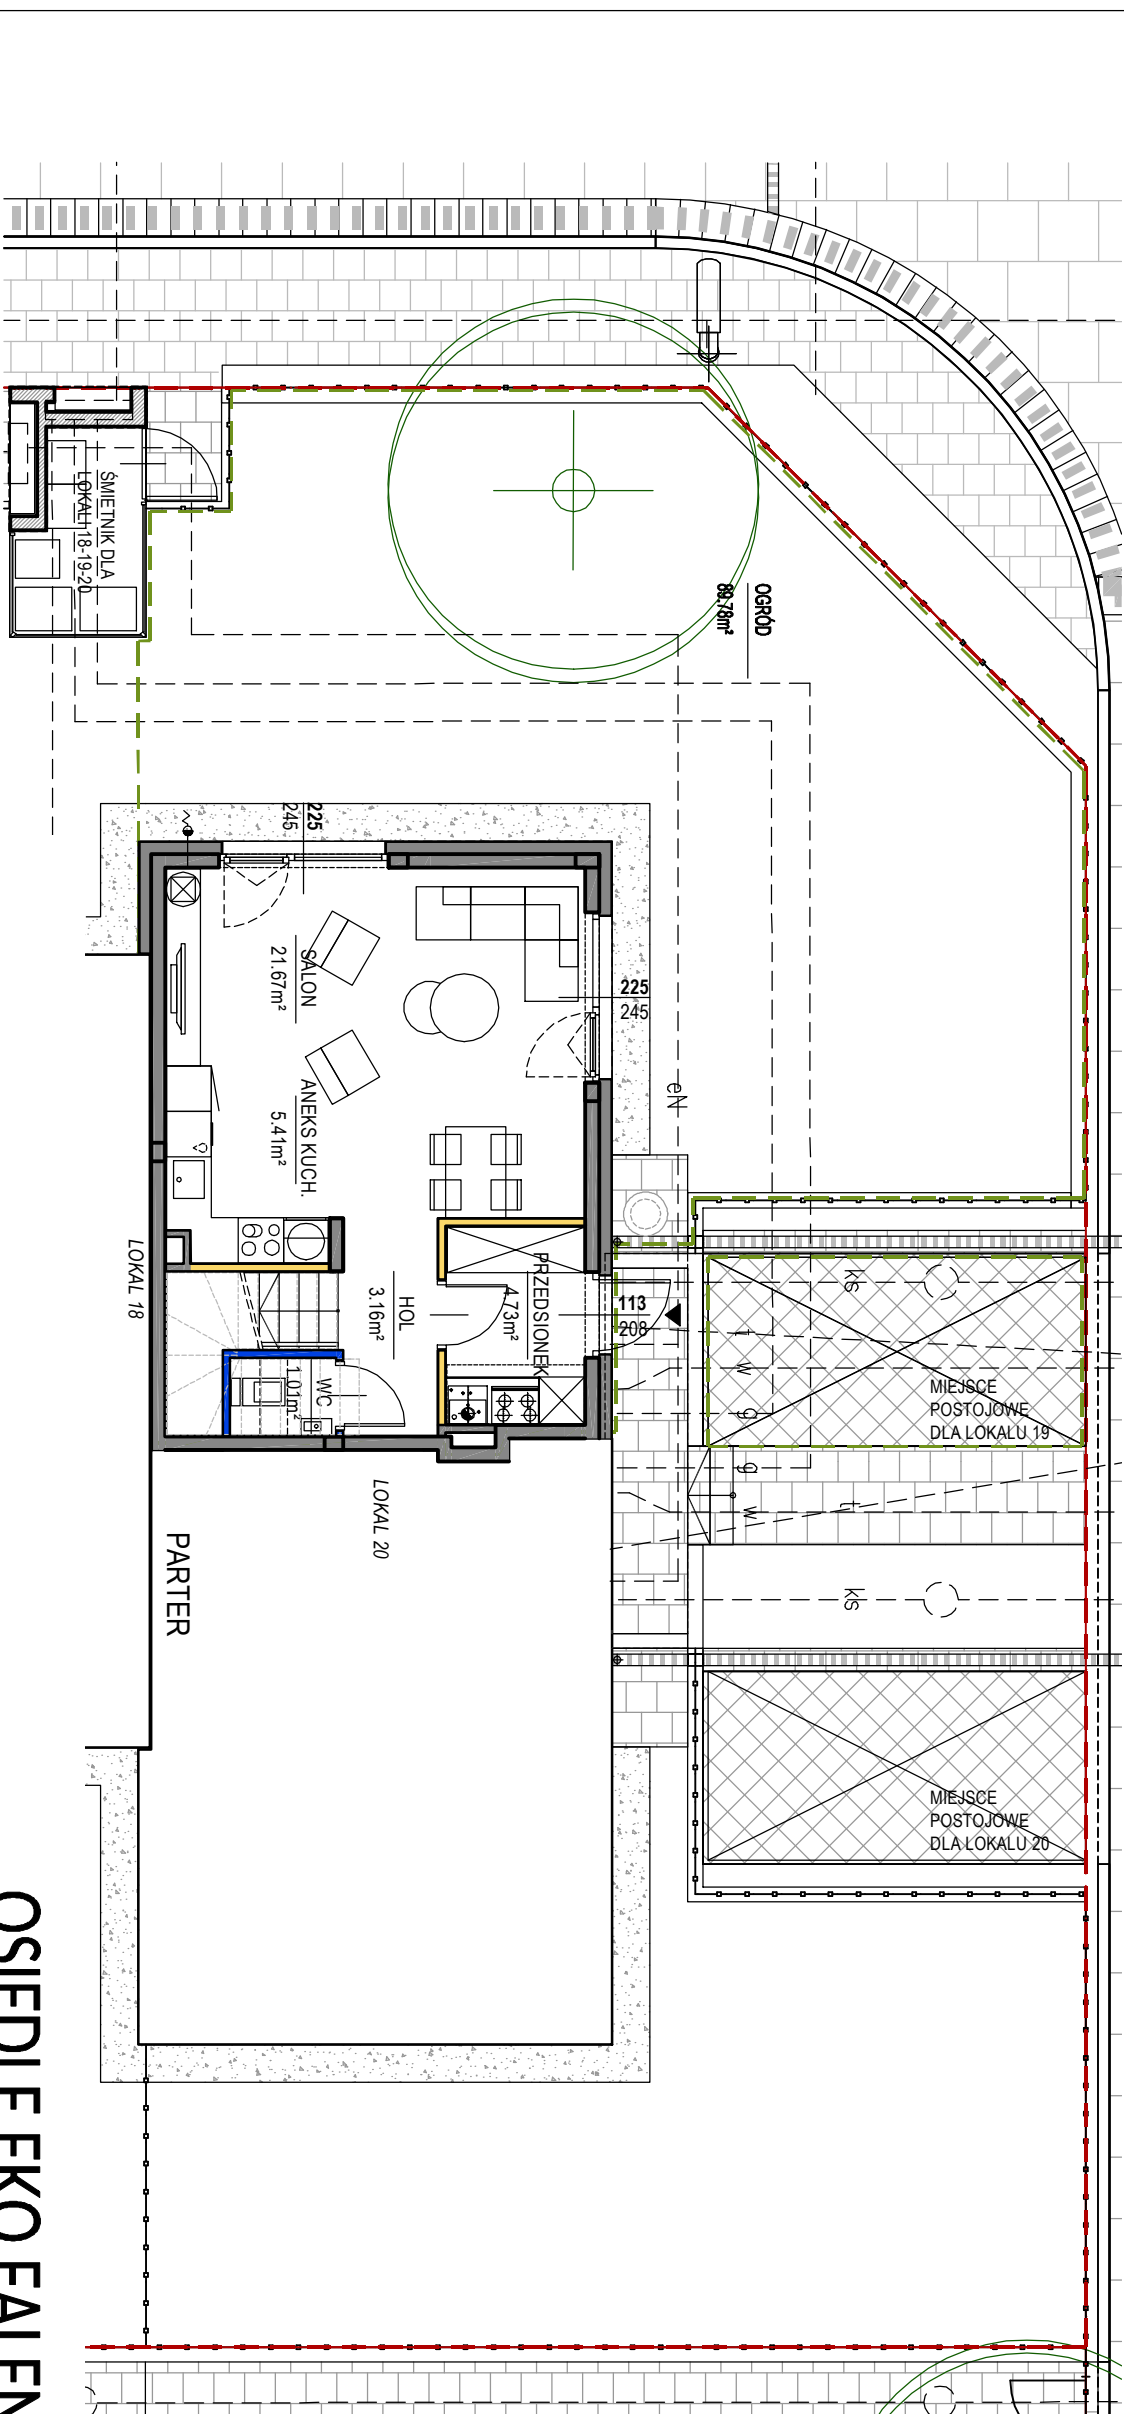 ŚMIETNIK DLA
LOKALI 18-19-20
OGRÓD
89.78m²
225
245
SALON
21.67m²
225
245
ANEKS KUCH.
5.41m²
eN
LOKAL 18
HOL
3.16m²
PRZEDSIONEK
4.73m²
113
208
WC
1.01m²
ks
t
w
g
MIEJSCE
POSTOJOWE
DLA LOKALU 19
g
w
t
ks
LOKAL 20
PARTER
MIEJSCE
POSTOJOWE
DLA LOKALU 20
OSIEDLE EKO